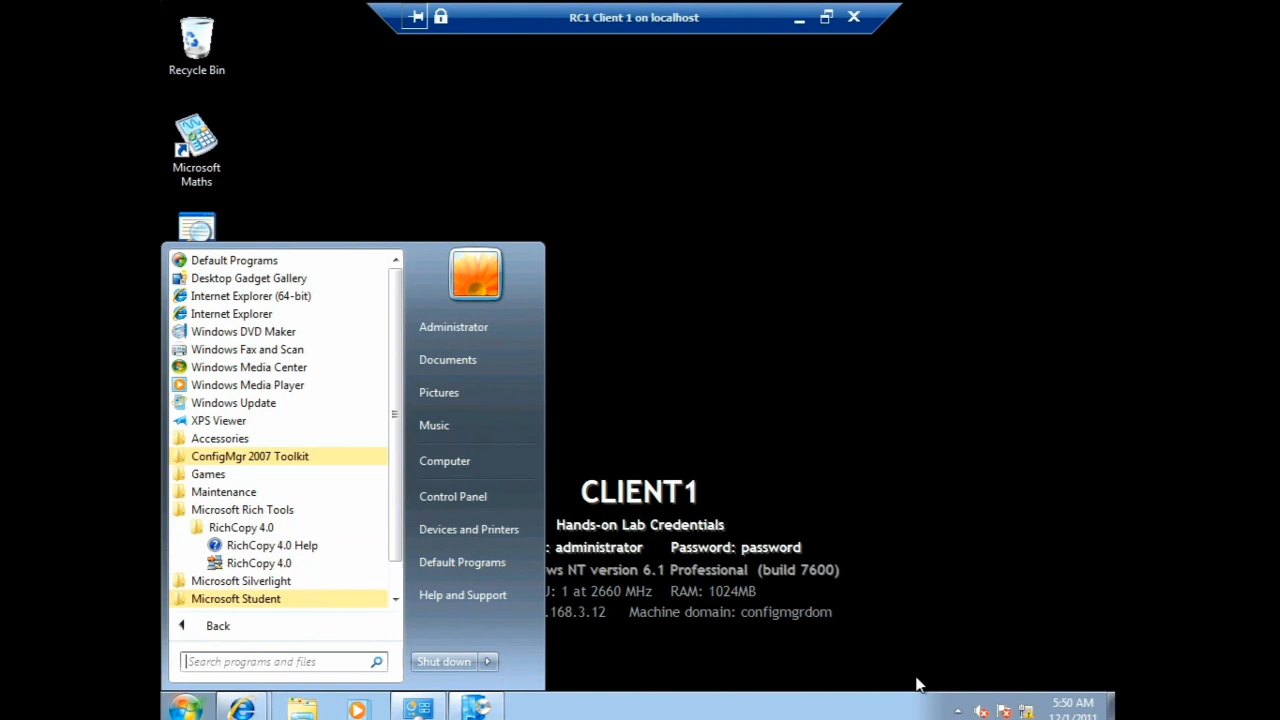 RC1 Client 1 on localhost
Recycle Bin
Microsoft
Maths
Default Programs
Desktop Gadget Gallery
Internet Explorer (64-bit)
Internet Explorer
Windows DVD Maker
Windows Fax and Scan
Windows Media Center
Windows Media Player
Windows Update
XPS Viewer
Accessories
ConfigMgr 2007 Toolkit
Games
Maintenance
Microsoft Rich Tools
RichCopy 4.0
RichCopy 4.0 Help
RichCopy 4.0
Microsoft Silverlight
Microsoft Student
Back
Search programs and files
Administrator
Documents
Pictures
Music
Computer
Control Panel
Devices and Printers
Default Programs
Help and Support
Shut down
CLIENT1
Hands-on Lab Credentials
: administrator Password: password
ws NT version 6.1 Professional (build 7600)
U: 1 at 2660 MHz RAM: 1024MB
.168.3.12 Machine domain: configmgrdom
5:50 AM
12/1/2011